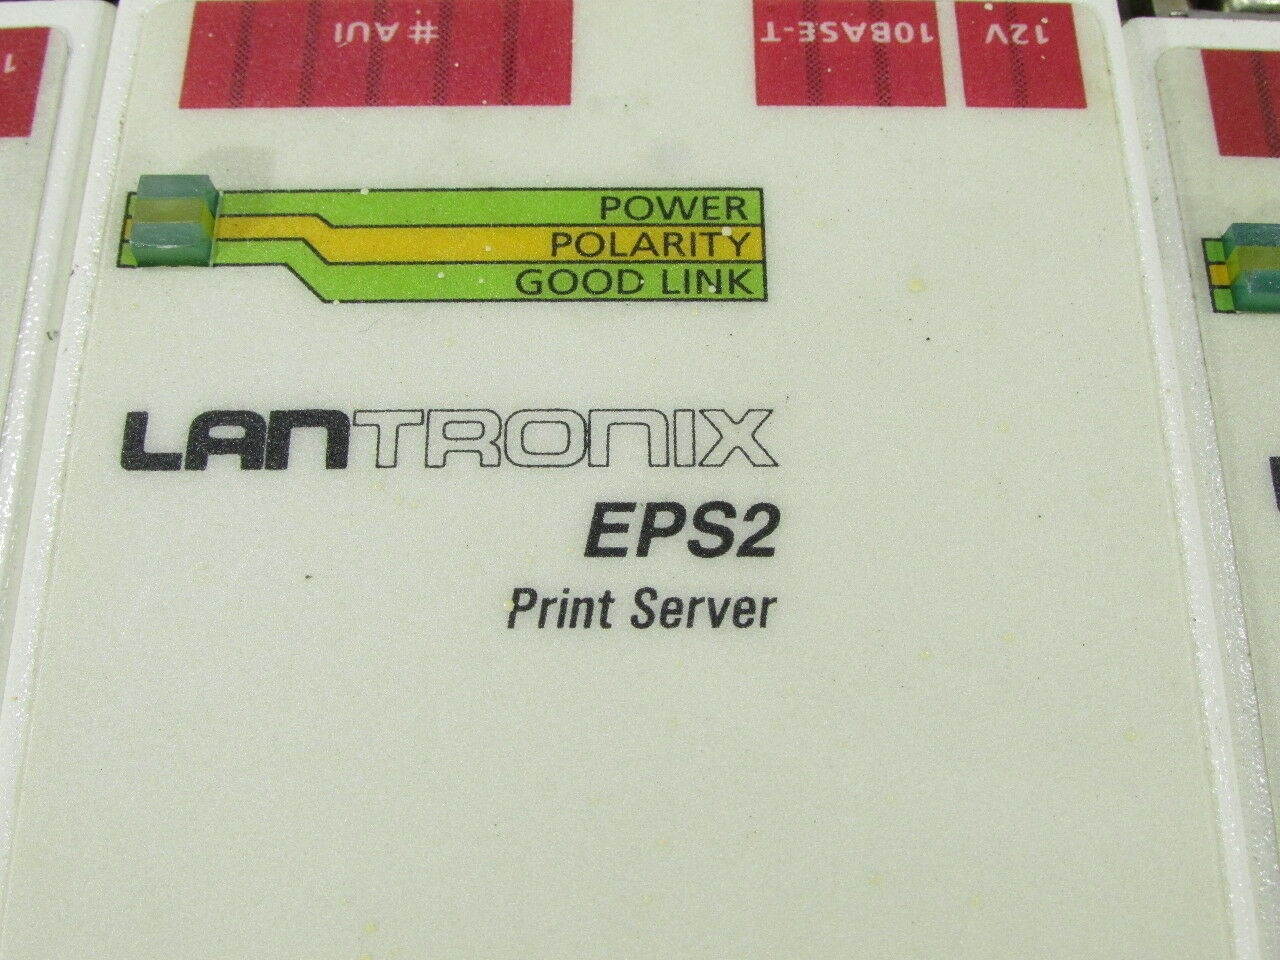 # AUI 10BASE-T 12V
POWER
POLARITY
GOOD LINK
LANTRONIX
EPS2
Print Server